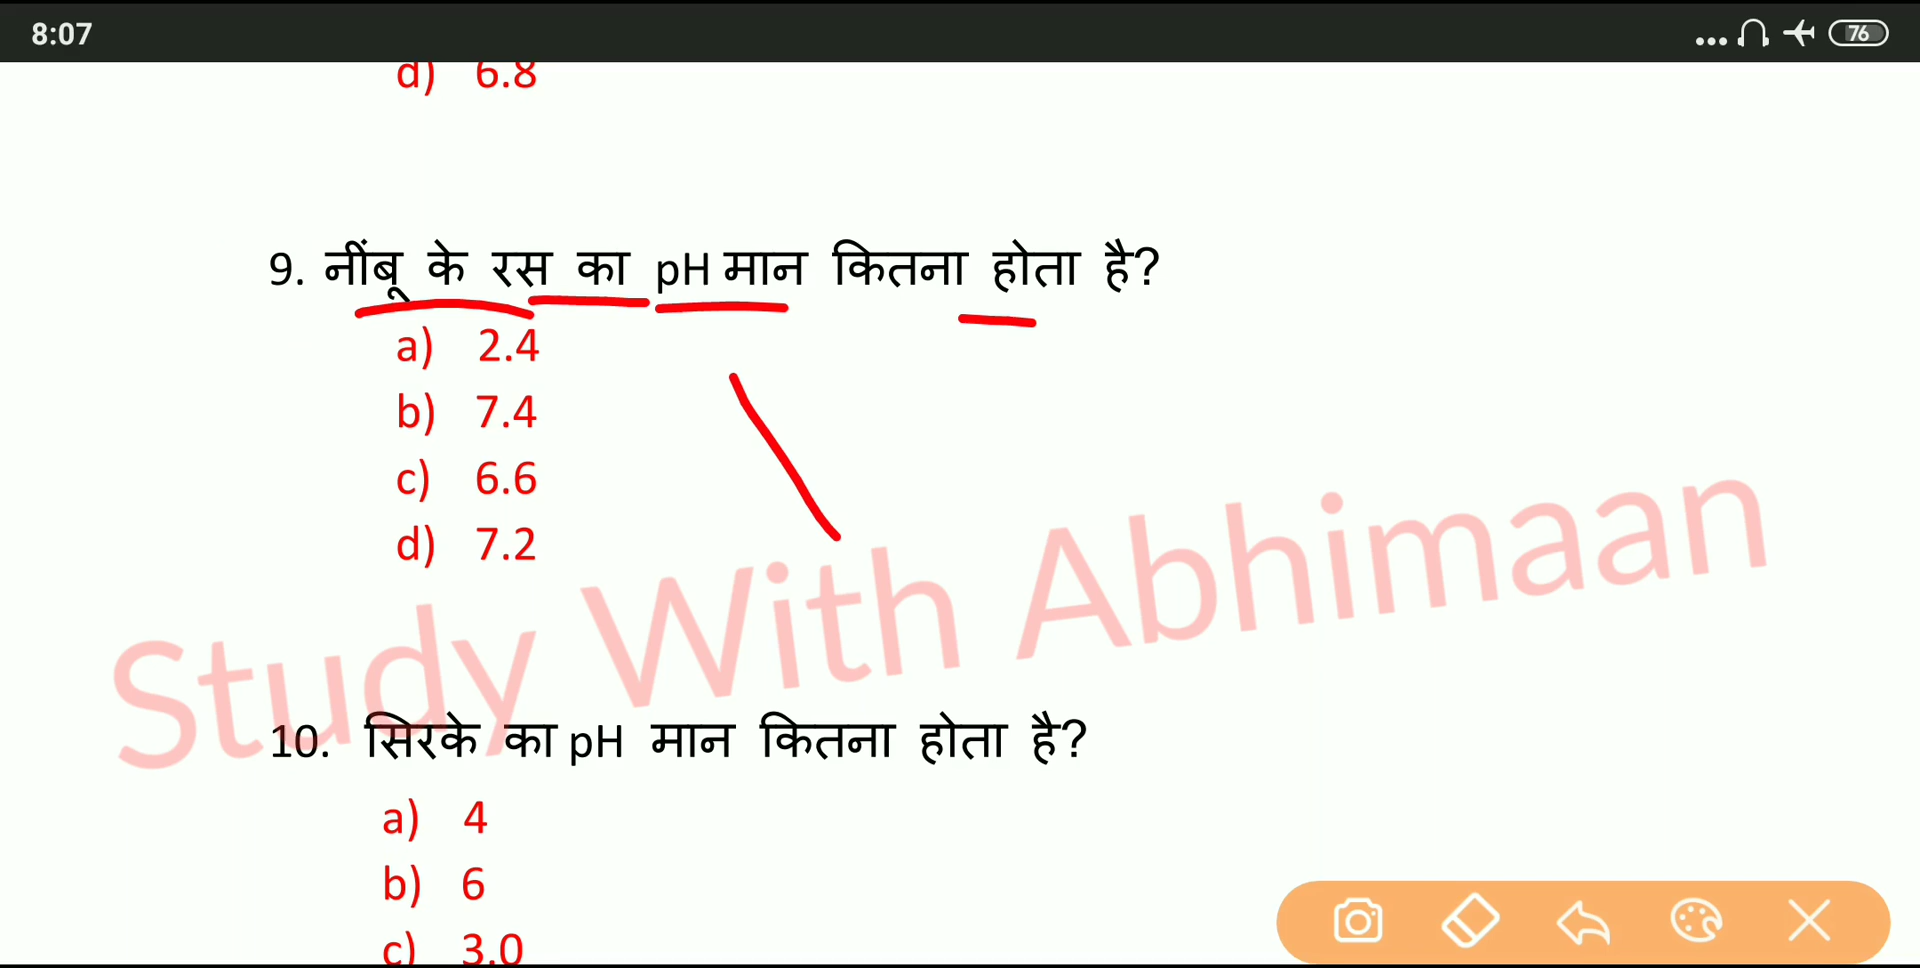 8:07
76
d) 6.8
9. नींबू के रस का pH मान कितना होता है?
a) 2.4
b) 7.4
c) 6.6
d) 7.2
Study With Abhimaan
10. सिरके का pH मान कितना होता है?
a) 4
b) 6
c) 3.0